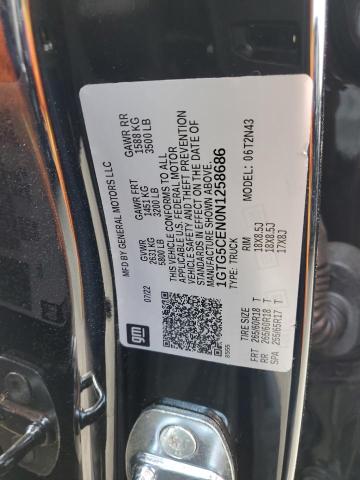 MFD BY GENERAL MOTORS LLC
07/22
GVWR
2631 KG
5800 LB
GAWR FRT
1451 KG
3200 LB
GAWR RR
1588 KG
3500 LB
THIS VEHICLE CONFORMS TO ALL
APPLICABLE U.S. FEDERAL MOTOR
VEHICLE SAFETY AND THEFT PREVENTION
STANDARDS IN EFFECT ON THE DATE OF
MANUFACTURE SHOWN ABOVE.
1GTG5CEN0N1258686
TYPE: TRUCK
06T2N43
gm
8555
TIRE SIZE
RIM
FRT 265/60R18 T 18X8.5J
RR 265/60R18 T 18X8.5J
SPA 255/65R17 T 17X8J